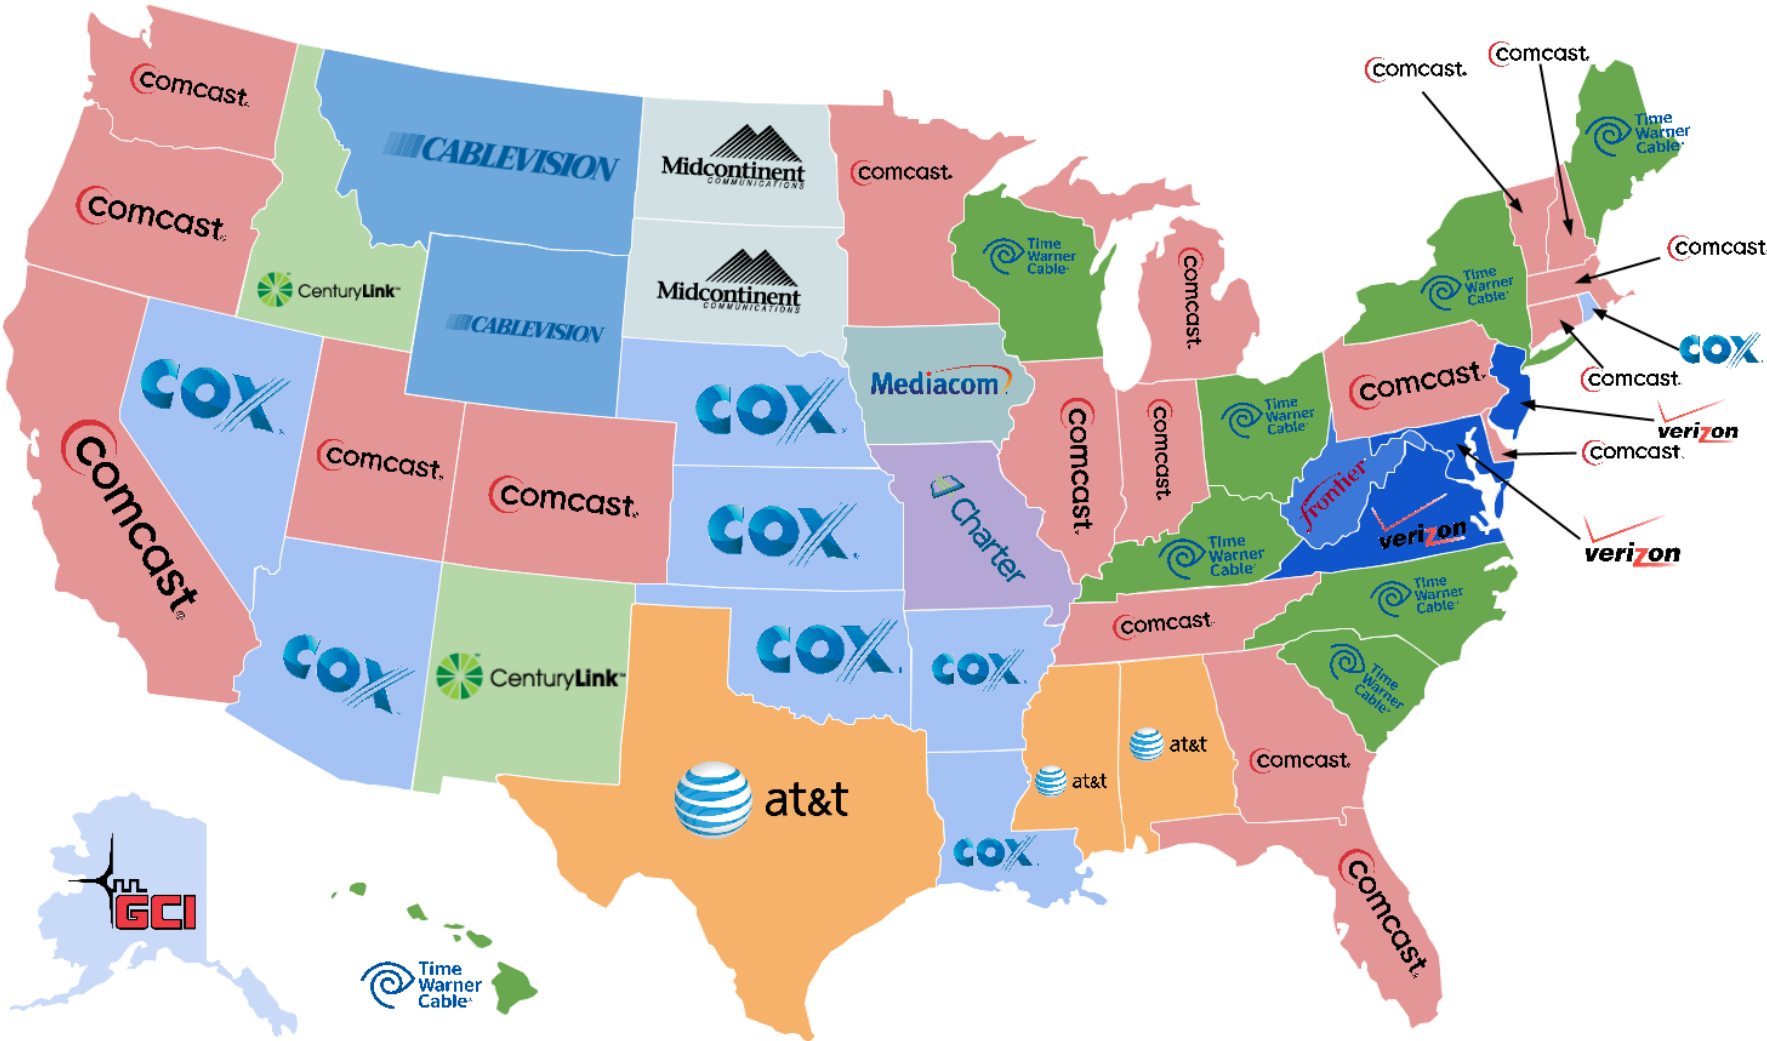 comcast.
comcast.
comcast.
Time
Warner
Cable
CABLEVISION
Midcontinent
COMMUNICATIONS
comcast.
comcast.
comcast.
Time
Warner
Cable
comcast.
Time
Warner
Cable
CenturyLink
CABLEVISION
Midcontinent
COMMUNICATIONS
COX
COX
Mediacom
comcast.
comcast.
COX
Time
Warner
Cable
comcast.
verizon
comcast.
comcast.
comcast.
comcast.
comcast.
comcast.
COX
Charter
frontier
verizon
verizon
Time
Warner
Cable
Time
Warner
Cable
comcast.
COX
CenturyLink
COX
COX
Time
Warner
Cable
at&t
at&t
at&t
comcast.
COX
comcast.
GCI
Time
Warner
Cable